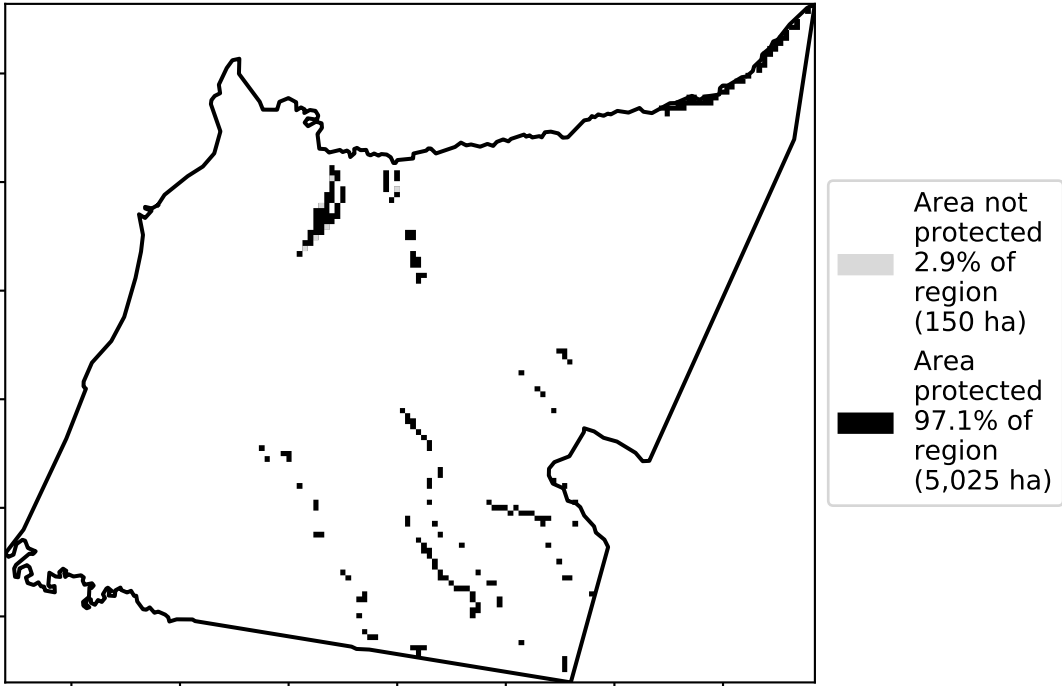 Area not
protected
2.9% of
region
(150 ha)
Area
protected
97.1% of
region
(5,025 ha)